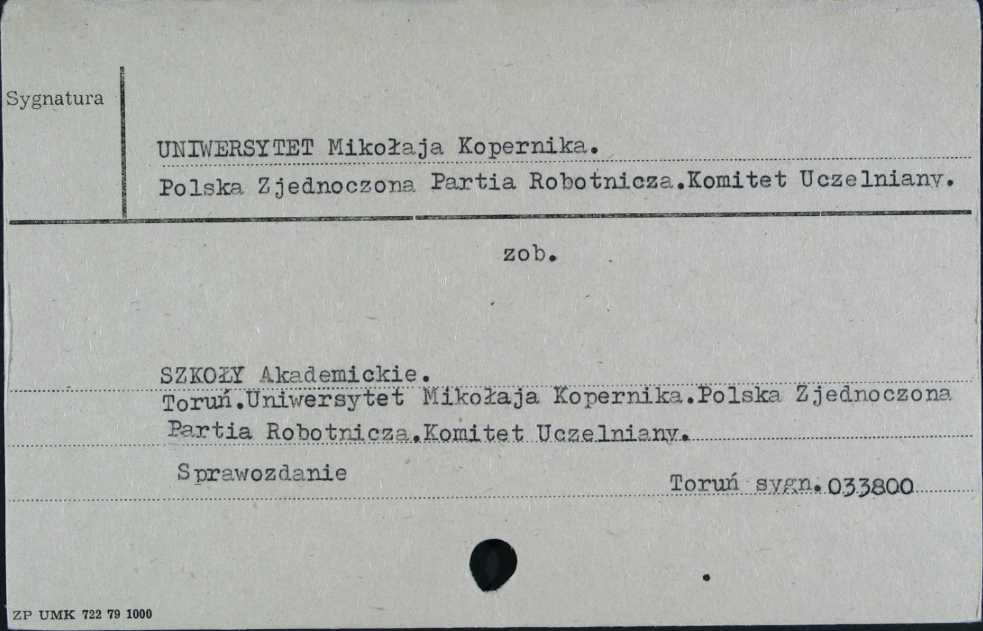 Sygnatura
UNIWERSYTET Mikołaja Kopernika.
Polska Zjednoczona Partia Robotnicza.Komitet Uczelniany.
zob.
SZKOŁY Akademickie.
Toruń.Uniwersytet Mikołaja Kopernika.Polska Zjednoczona
Partia Robotnicza.Komitet Uczelniany.
Sprawozdanie
Toruń sygn.033800
ZP UMK 722 79 1000